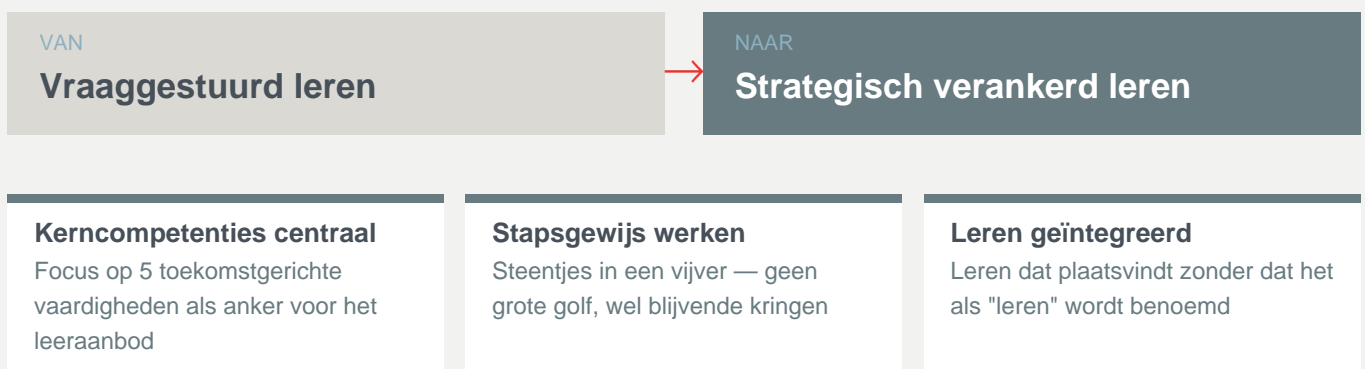 VAN
Vraaggestuurd leren
NAAR
Strategisch verankerd leren
Kerncompetenties centraal
Focus op 5 toekomstgerichte
vaardigheden als anker voor het
leeraanbod
Stapsgewijs werken
Steentjes in een vijver — geen
grote golf, wel blijvende kringen
Leren geïntegreerd
Leren dat plaatsvindt zonder dat het
als "leren" wordt benoemd